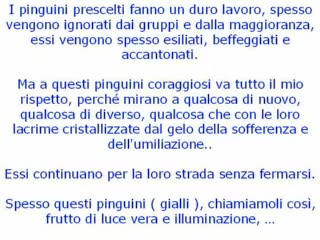 I pinguini prescelti fanno un duro lavoro, spesso
vengono ignorati dai gruppi e dalla maggioranza,
essi vengono spesso esiliati, beffeggiati e
accantonati.
Ma a questi pinguini coraggiosi va tutto il mio
rispetto, perché mirano a qualcosa di nuovo,
qualcosa di diverso, qualcosa che con le loro
lacrime cristallizzate dal gelo della sofferenza e
dell'umiliazione..
Essi continuano per la loro strada senza fermarsi.
Spesso questi pinguini ( gialli ), chiamiamoli così,
frutto di luce vera e illuminazione, ...